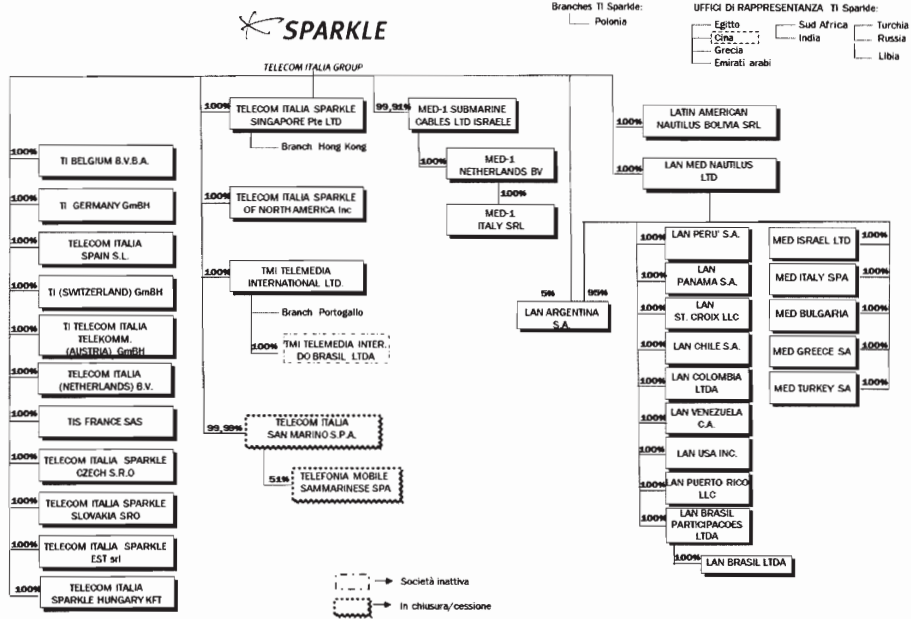 SPARKLE
TELECOM ITALIA GROUP
Branches TI Sparkle:
Polonia
UFFICI DI RAPPRESENTANZA TI Sparkle:
Egitto
Cina
Grecia
Emirati arabi
Sud Africa
India
Turchia
Russia
Libia
100%
TI BELGIUM B.V.B.A.
100%
TI GERMANY GmBH
100%
TELECOM ITALIA
SPAIN S.L.
100%
TI (SWITZERLAND) GmBH
100%
TI TELECOM ITALIA
TELEKOMM.
(AUSTRIA) GmBH
100%
TELECOM ITALIA
(NETHERLANDS) B.V.
100%
TIS FRANCE SAS
100%
TELECOM ITALIA SPARKLE
CZECH S.R.O
100%
TELECOM ITALIA SPARKLE
SLOVAKIA SRO
100%
TELECOM ITALIA SPARKLE
EST srl
100%
TELECOM ITALIA
SPARKLE HUNGARY KFT
100%
TELECOM ITALIA SPARKLE
SINGAPORE Pte LTD
Branch Hong Kong
100%
TELECOM ITALIA SPARKLE
OF NORTH AMERICA Inc
100%
TMI TELEMEDIA
INTERNATIONAL LTD.
Branch Portogallo
100%
TMI TELEMEDIA INTER.
DO BRASIL LTDA
99,98%
TELECOM ITALIA
SAN MARINO S.P.A.
51%
TELEFONIA MOBILE
SAMMARINESE SPA
99,91%
MED-1 SUBMARINE
CABLES LTD ISRAELE
100%
MED-1
NETHERLANDS BV
100%
MED-1
ITALY SRL
5%
95%
LAN ARGENTINA
S.A.
100%
LATIN AMERICAN
NAUTILUS BOLIVIA SRL
100%
LAN MED NAUTILUS
LTD
100%
LAN PERU' S.A.
100%
LAN
PANAMA S.A.
100%
LAN
ST. CROIX LLC
100%
LAN CHILE S.A.
100%
LAN COLOMBIA
LTDA
100%
LAN VENEZUELA
C.A.
100%
LAN USA INC.
100%
LAN PUERTO RICO
LLC
100%
LAN BRASIL
PARTICIPACOES
LTDA
100%
LAN BRASIL LTDA
MED ISRAEL LTD
100%
MED ITALY SPA
100%
MED BULGARIA
100%
MED GREECE SA
100%
MED TURKEY SA
100%
Società inattiva
In chiusura/cessione